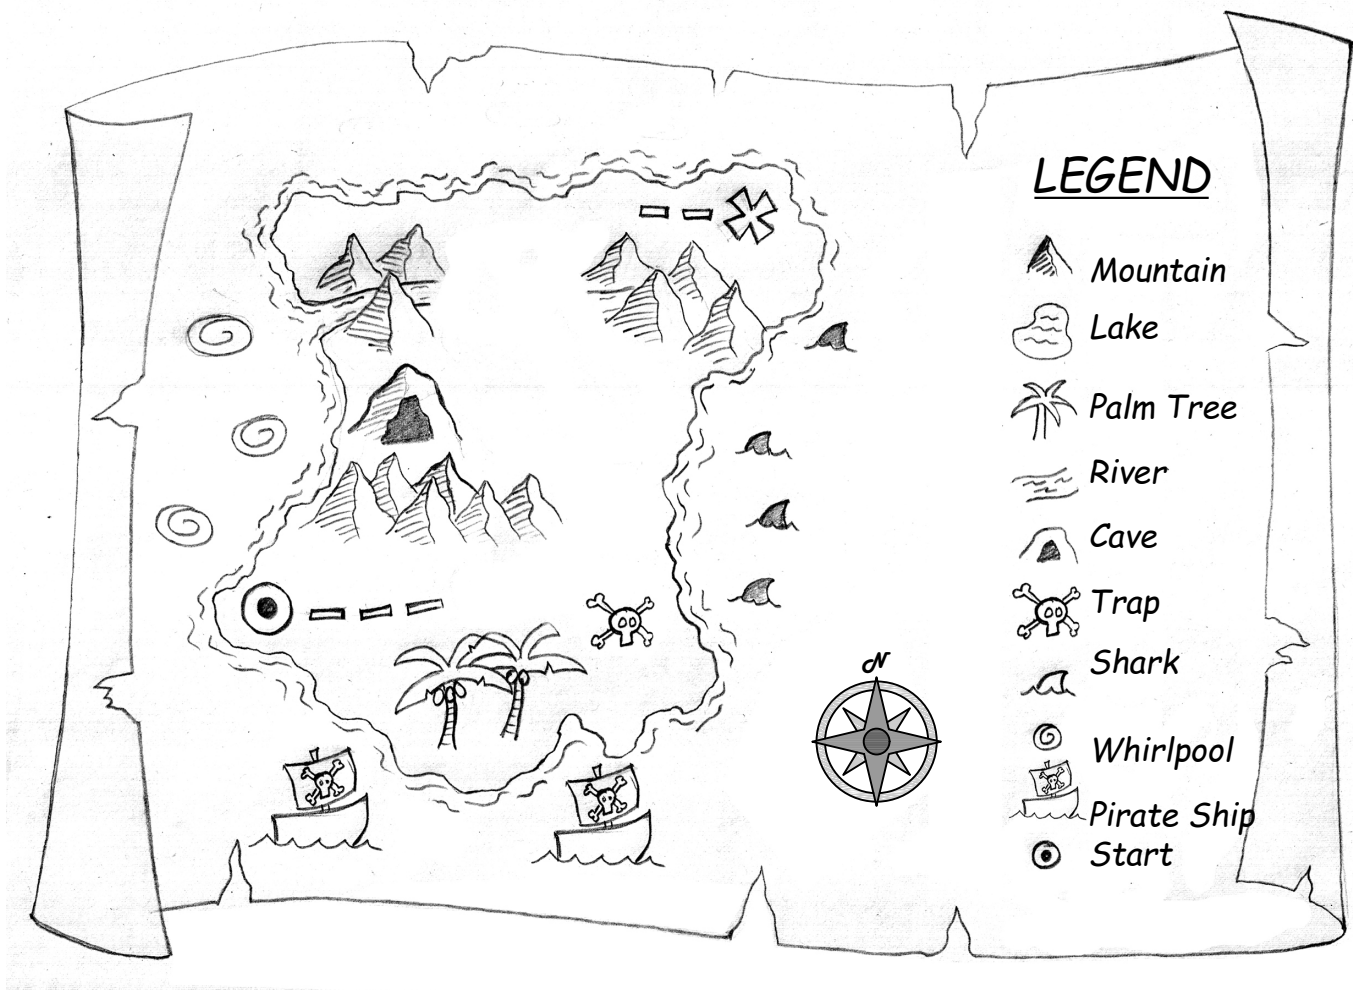 LEGEND
Mountain
Lake
Palm Tree
River
Cave
Trap
Shark
N
Whirlpool
Pirate Ship
Start